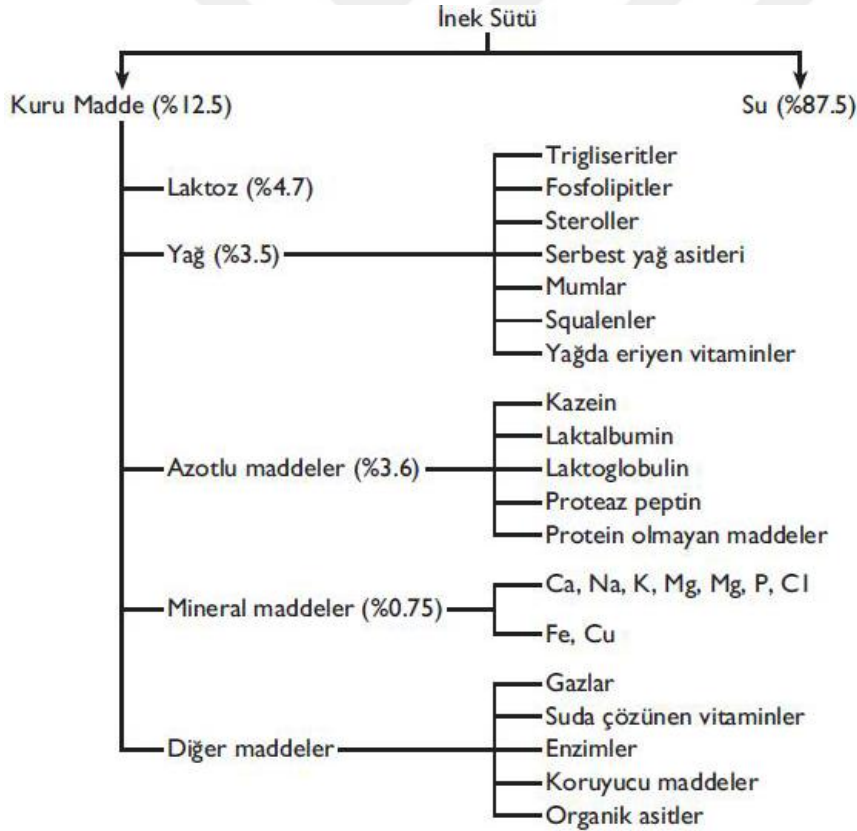 İnek Sütü
Kuru Madde (%12.5)
Su (%87.5)
Laktoz (%4.7)
Yağ (%3.5)
Trigliseritler
Fosfolipitler
Steroller
Serbest yağ asitleri
Mumlar
Squalenler
Yağda eriyen vitaminler
Azotlu maddeler (%3.6)
Kazein
Laktalbumin
Laktoglobulin
Proteaz peptin
Protein olmayan maddeler
Mineral maddeler (%0.75)
Ca, Na, K, Mg, Mg, P, Cl
Fe, Cu
Diğer maddeler
Gazlar
Suda çözünen vitaminler
Enzimler
Koruyucu maddeler
Organik asitler